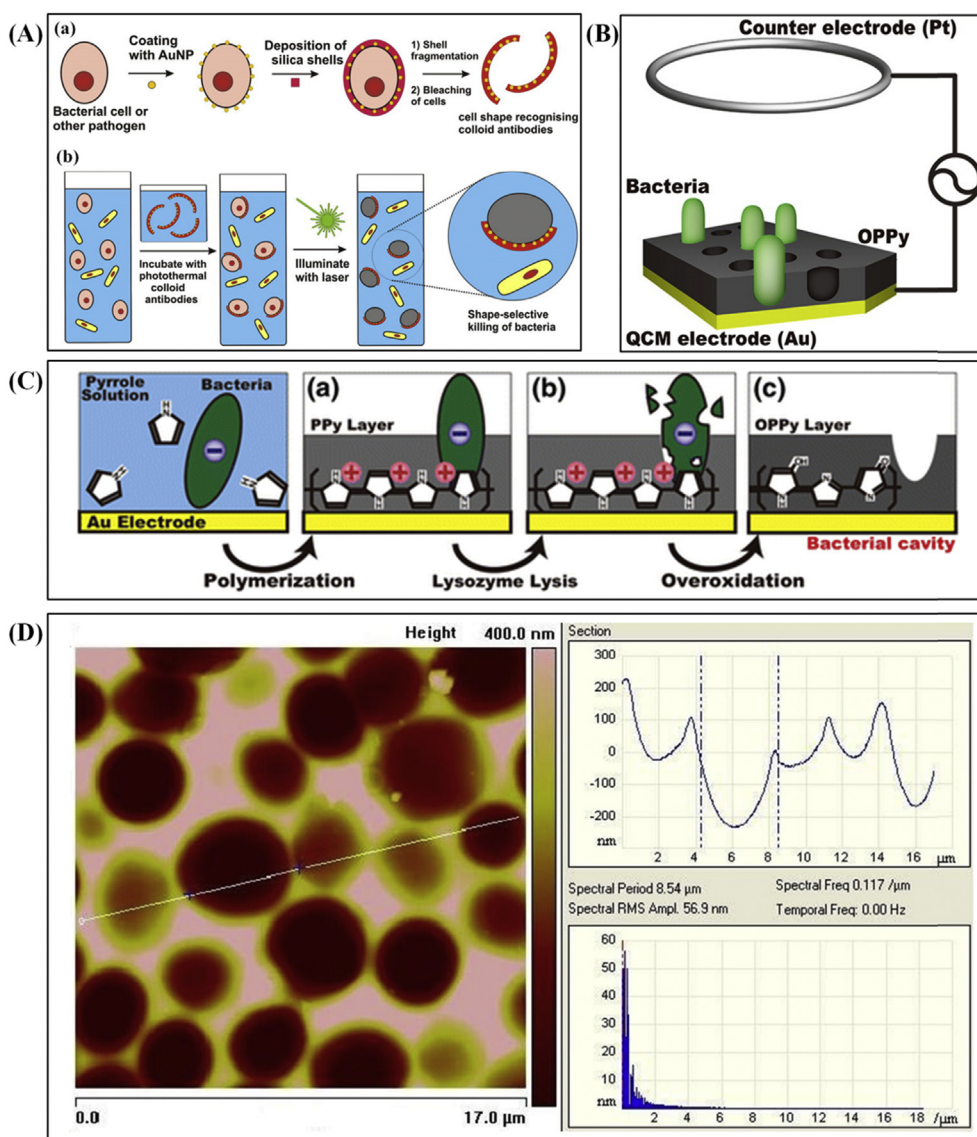 (A)
(a)
Coating
with AuNP
Deposition of
silica shells
1) Shell
fragmentation
2) Bleaching
of cells
Bacterial cell or
other pathogen
cell shape recognising
colloid antibodies
(b)
Incubate with
photothermal
colloid
antibodies
Illuminate
with laser
Shape-selective
killing of bacteria
(B)
Counter electrode (Pt)
Bacteria
OPPy
QCM electrode (Au)
(C)
Pyrrole
Solution
Bacteria
Au Electrode
(a)
PPy Layer
(b)
(c)
OPPy Layer
Bacterial cavity
Polymerization
Lysozyme Lysis
Overoxidation
(D)
Height 400.0 nm
0.0 17.0 µm
Section
300
200
100
0
-100
-200
nm
2 4 6 8 10 12 14 16 µm
Spectral Period 8.54 µm Spectral Freq 0.117 /µm
Spectral RMS Ampl. 56.9 nm Temporal Freq: 0.00 Hz
60
50
40
30
20
10
nm
2 4 6 8 10 12 14 16 /µm